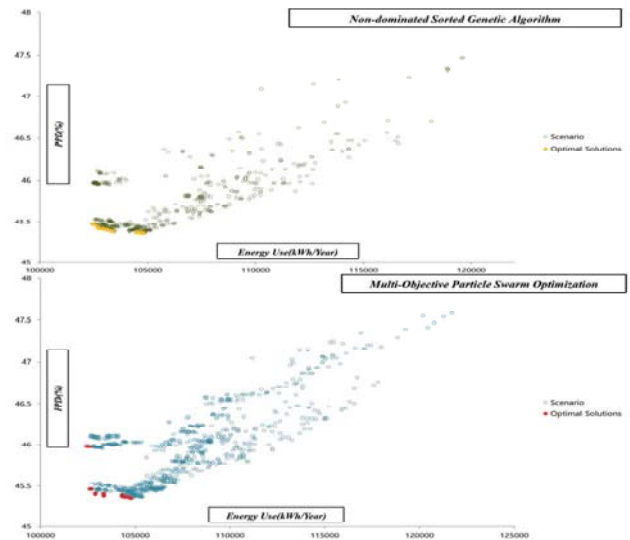 Non-dominated Sorted Genetic Algorithm
48
47.5
47
46.5
46
45.5
45
PPD(%)
Scenario
Optimal Solutions
Energy Use(kWh/Year)
100000 105000 110000 115000 120000
Multi-Objective Particle Swarm Optimization
48
47.5
47
46.5
46
45.5
45
PPD(%)
Scenario
Optimal Solutions
Energy Use(kWh/Year)
100000 105000 110000 115000 120000 125000